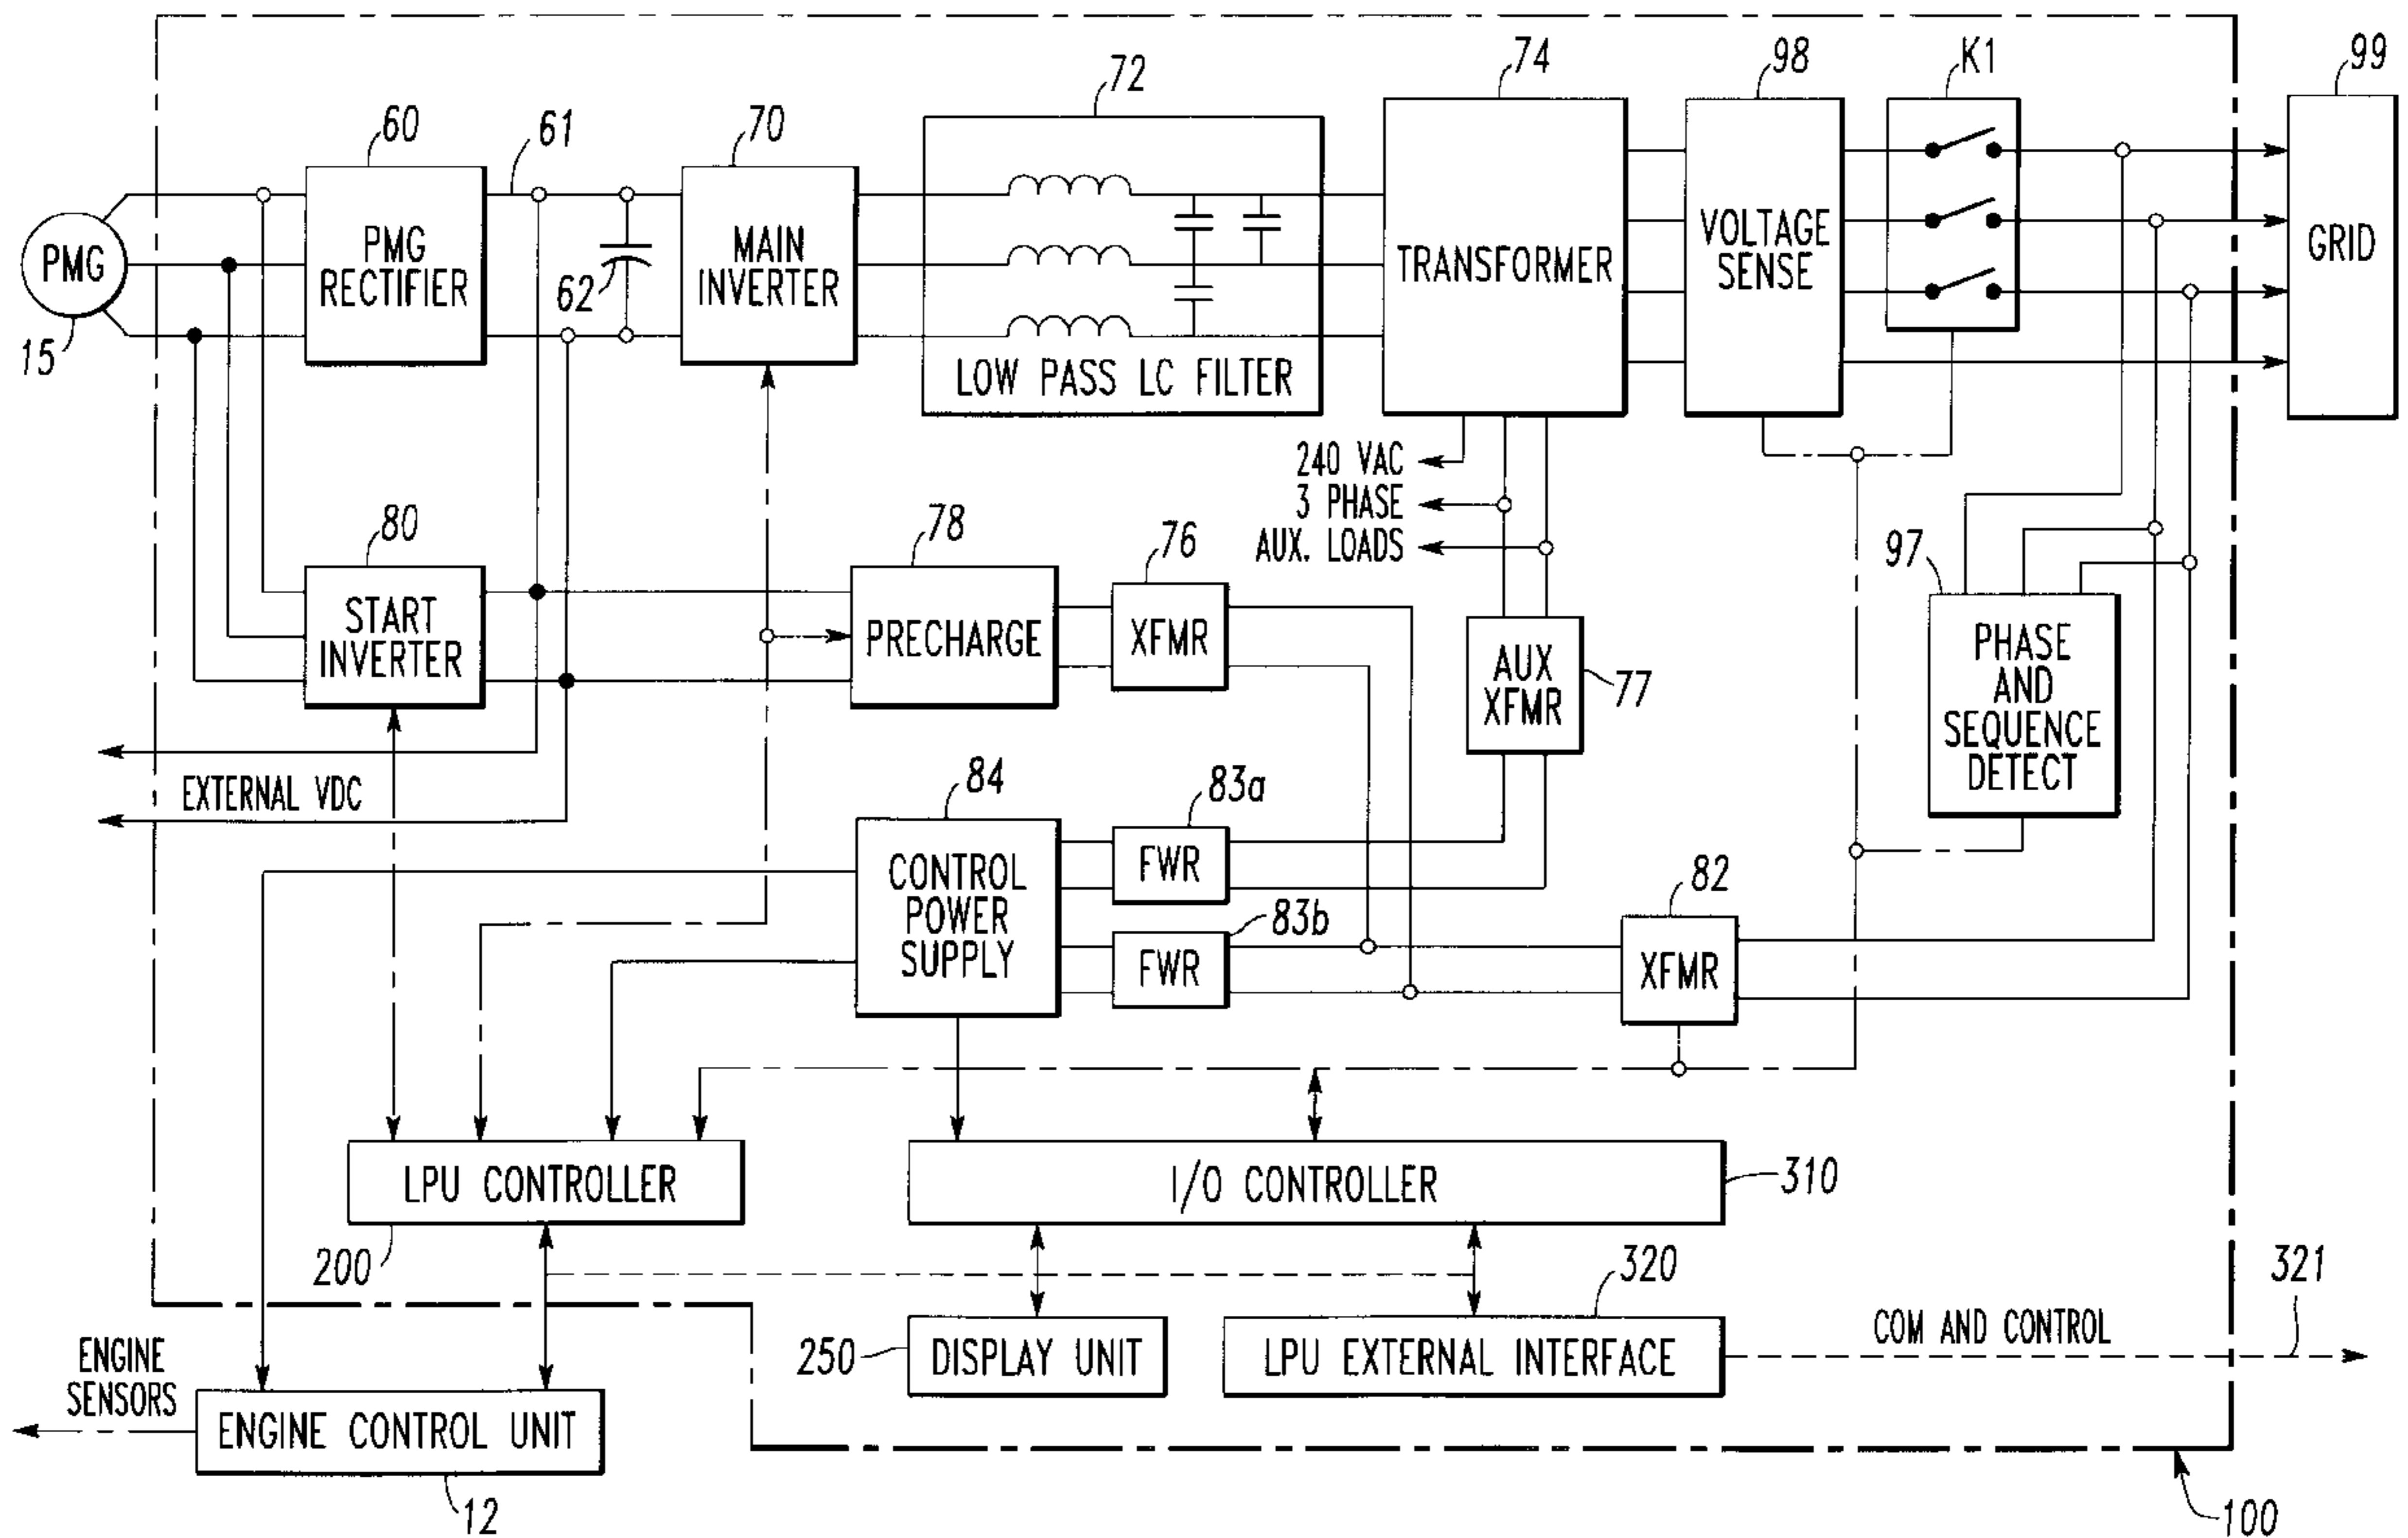 72
74
98
K1
99
60
61
70
PMG
PMG
RECTIFIER
62
MAIN
INVERTER
TRANSFORMER
VOLTAGE
SENSE
GRID
15
LOW PASS LC FILTER
240 VAC
3 PHASE
AUX. LOADS
80
78
76
97
START
INVERTER
PRECHARGE
XFMR
AUX
XFMR
77
PHASE
AND
SEQUENCE
DETECT
EXTERNAL VDC
84
83a
CONTROL
POWER
SUPPLY
FWR
82
83b
FWR
XFMR
LPU CONTROLLER
I/O CONTROLLER
310
200
320
321
ENGINE
SENSORS
250
DISPLAY UNIT
LPU EXTERNAL INTERFACE
COM AND CONTROL
ENGINE CONTROL UNIT
12
100